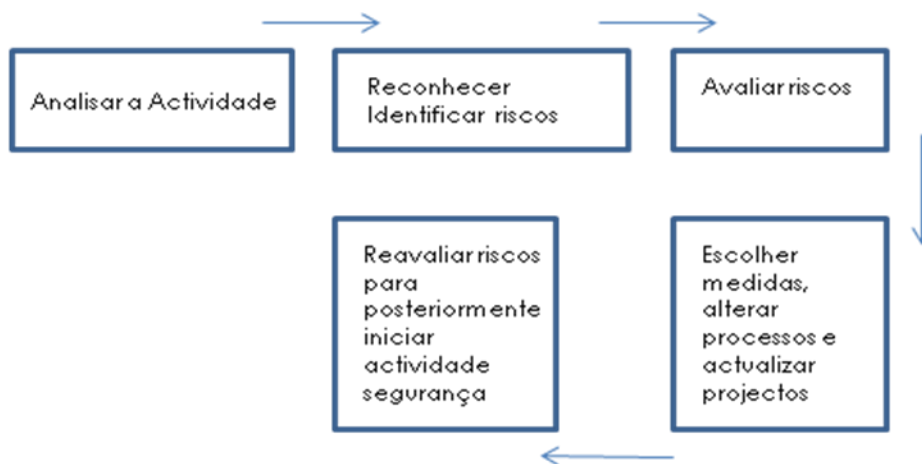 Analisar a Actividade
Reconhecer
Identificar riscos
Avaliar riscos
Reavaliar riscos
para
posteriormente
iniciar
actividade
segurança
Escolher
medidas,
alterar
processos e
actualizar
projectos